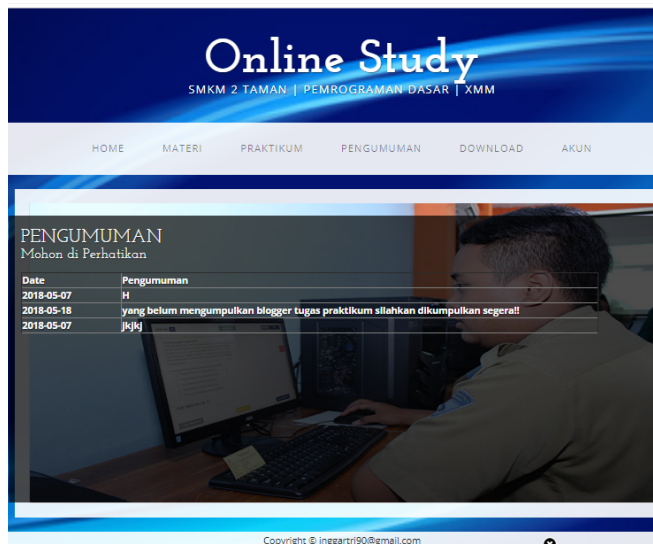 Online Study
SMKM 2 TAMAN | PEMROGRAMAN DASAR | XMM
HOME MATERI PRAKTIKUM PENGUMUMAN DOWNLOAD AKUN
PENGUMUMAN
Mohon di Perhatikan
Date Pengumuman
2018-05-07 H
2018-05-18 yang belum mengumpulkan blogger tugas praktikum silahkan dikumpulkan segera!!
2018-05-07 jkjkj
Copyright © inggartri90@gmail.com